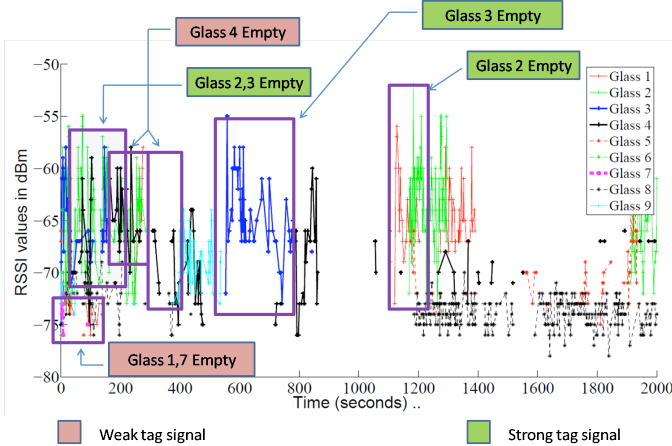 Glass 3 Empty
Glass 4 Empty
Glass 2,3 Empty
Glass 2 Empty
−50
−55
−60
−65
−70
−75
−80
RSSI values in dBm
Glass 1
Glass 2
Glass 3
Glass 4
Glass 5
Glass 6
Glass 7
Glass 8
Glass 9
0
200
400
600
800
1000
1200
1400
1600
1800
2000
Time (seconds) ..
Glass 1,7 Empty
Weak tag signal
Strong tag signal